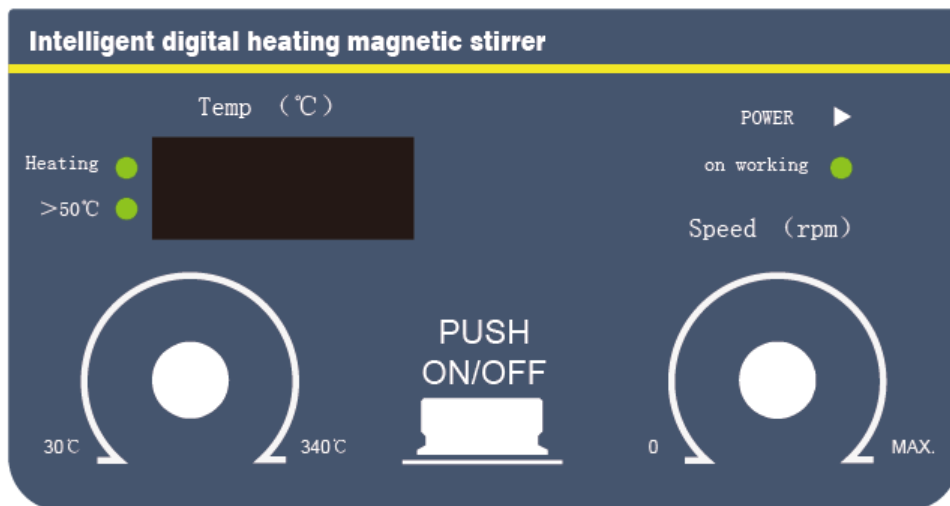 Intelligent digital heating magnetic stirrer
Temp （℃）
POWER
Heating
on working
＞50℃
Speed （rpm）
PUSH
ON/OFF
30℃
340℃
0
MAX.